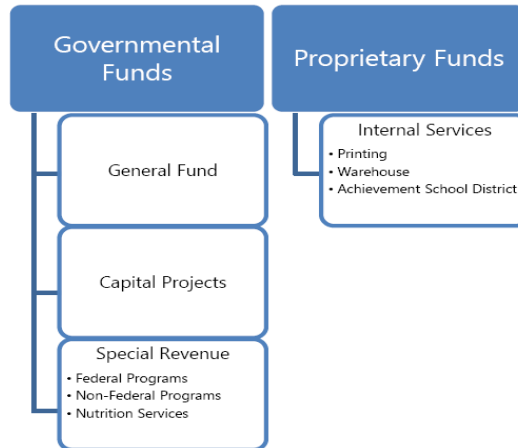 Governmental
Funds
General Fund
Capital Projects
Special Revenue
• Federal Programs
• Non-Federal Programs
• Nutrition Services
Proprietary Funds
Internal Services
• Printing
• Warehouse
• Achievement School District